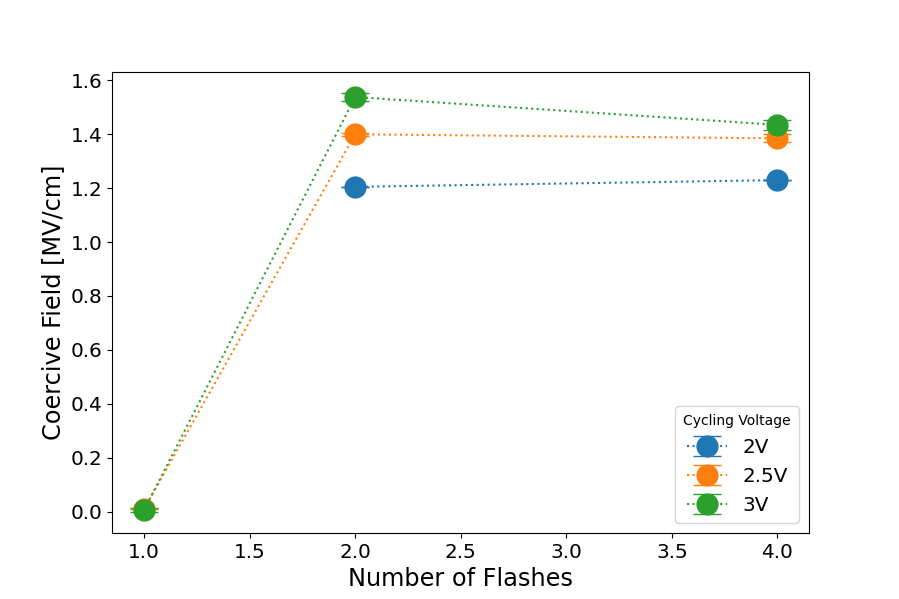 1.6
1.4
1.2
1.0
0.8
0.6
0.4
0.2
0.0
Coercive Field [MV/cm]
Cycling Voltage
2V
2.5V
3V
1.0 1.5 2.0 2.5 3.0 3.5 4.0
Number of Flashes